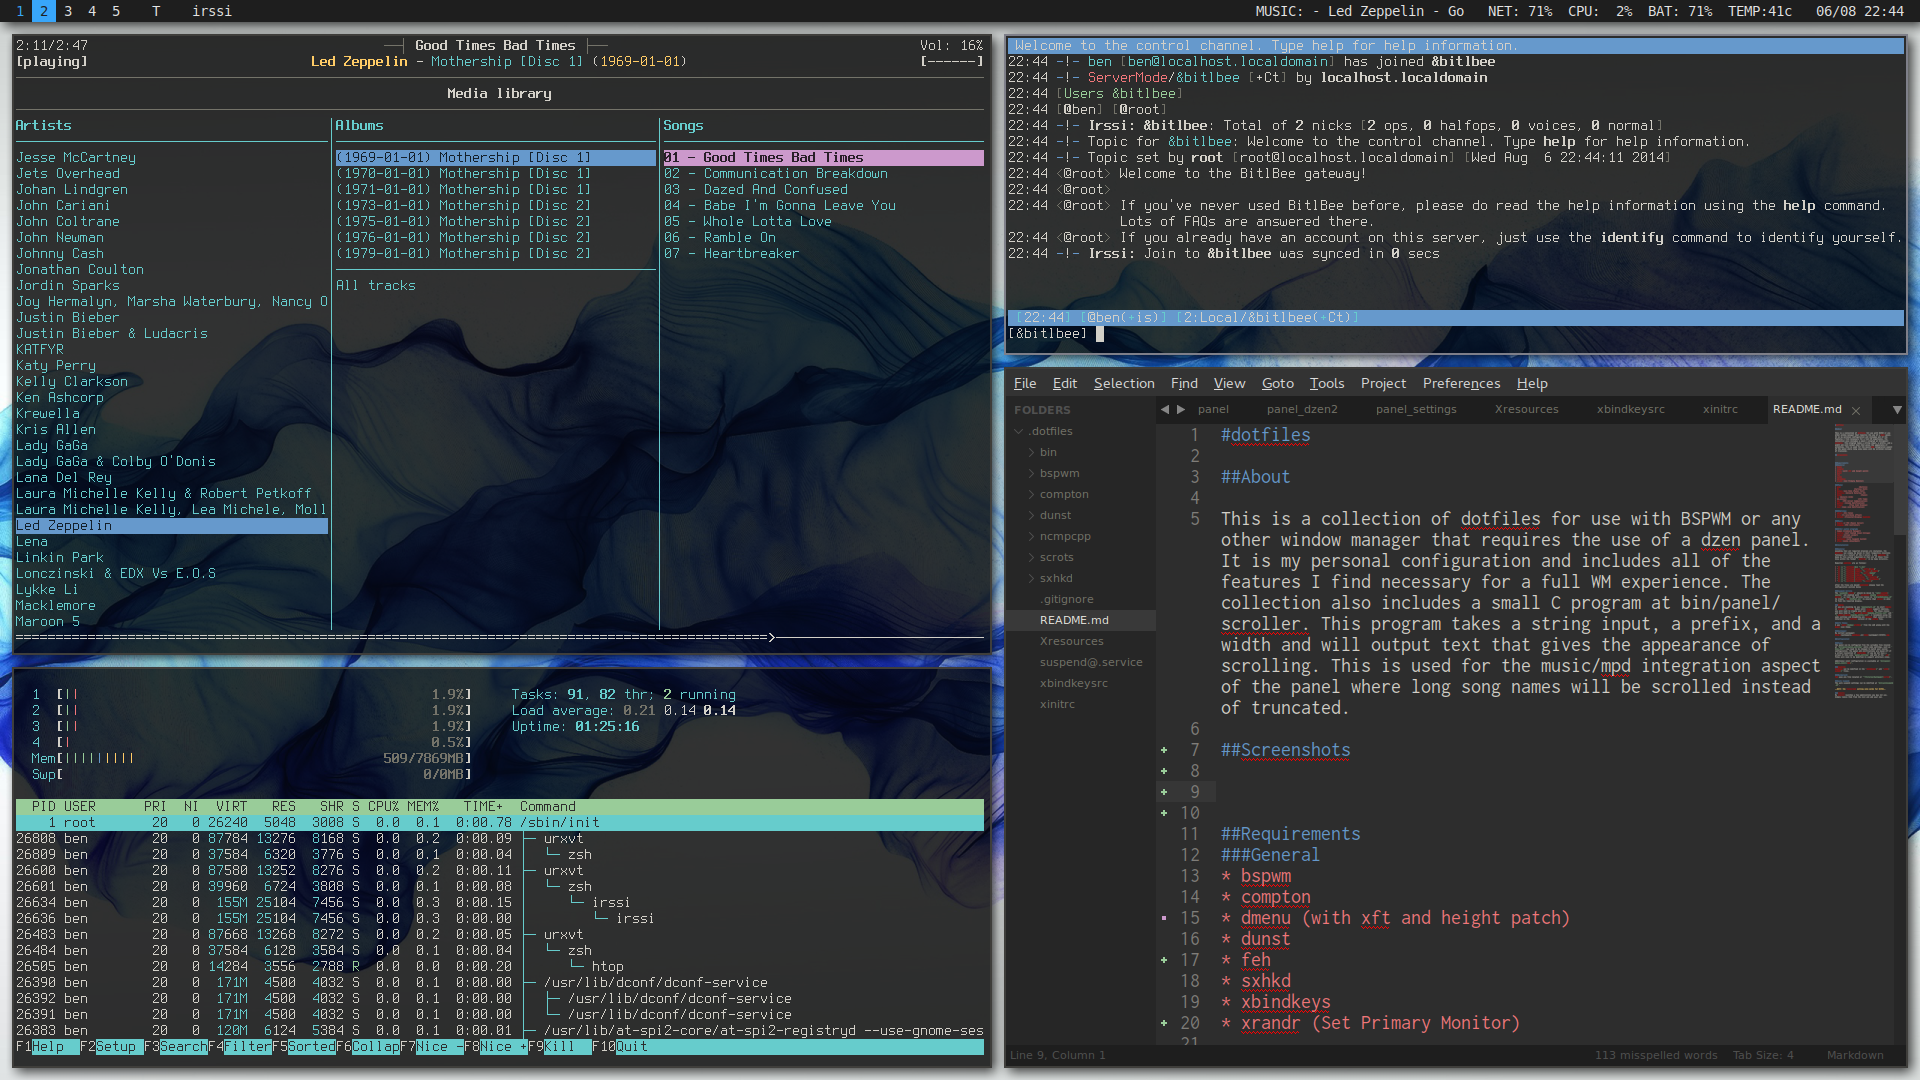 1 2 3 4 5 T irssi
MUSIC: - Led Zeppelin - Go NET: 71% CPU: 2% BAT: 71% TEMP:41c 06/08 22:44
2:11/2:47 Good Times Bad Times Vol: 16%
[playing] Led Zeppelin - Mothership [Disc 1] (1969-01-01) [------]
Media library
Artists
Jesse McCartney
Jets Overhead
Johan Lindgren
John Cariani
John Coltrane
John Newman
Johnny Cash
Jonathan Coulton
Jordin Sparks
Joy Hermalyn, Marsha Waterbury, Nancy O
Justin Bieber
Justin Bieber & Ludacris
KATFYR
Katy Perry
Kelly Clarkson
Ken Ashcorp
Krewella
Kris Allen
Lady GaGa
Lady GaGa & Colby O'Donis
Lana Del Rey
Laura Michelle Kelly & Robert Petkoff
Laura Michelle Kelly, Lea Michele, Moll
Led Zeppelin
Lena
Linkin Park
Lonczinski & EDX Vs E.O.S
Lykke Li
Macklemore
Maroon 5
Albums
(1969-01-01) Mothership [Disc 1]
(1970-01-01) Mothership [Disc 1]
(1971-01-01) Mothership [Disc 1]
(1973-01-01) Mothership [Disc 2]
(1975-01-01) Mothership [Disc 2]
(1976-01-01) Mothership [Disc 2]
(1979-01-01) Mothership [Disc 2]
All tracks
Songs
01 - Good Times Bad Times
02 - Communication Breakdown
03 - Dazed And Confused
04 - Babe I'm Gonna Leave You
05 - Whole Lotta Love
06 - Ramble On
07 - Heartbreaker
Welcome to the control channel. Type help for help information.
22:44 -!- ben [ben@localhost.localdomain] has joined &bitlbee
22:44 -!- ServerMode/&bitlbee [+Ct] by localhost.localdomain
22:44 [Users &bitlbee]
22:44 [@ben] [@root]
22:44 -!- Irssi: &bitlbee: Total of 2 nicks [2 ops, 0 halfops, 0 voices, 0 normal]
22:44 -!- Topic for &bitlbee: Welcome to the control channel. Type help for help information.
22:44 -!- Topic set by root [root@localhost.localdomain] [Wed Aug  6 22:44:11 2014]
22:44 <@root> Welcome to the BitlBee gateway!
22:44 <@root>
22:44 <@root> If you've never used BitlBee before, please do read the help information using the help command.
Lots of FAQs are answered there.
22:44 <@root> If you already have an account on this server, just use the identify command to identify yourself.
22:44 -!- Irssi: Join to &bitlbee was synced in 0 secs
[22:44] [@ben(+is)] [2:Local/&bitlbee(+Ct)]
[&bitlbee]
1 [|| 1.9%] Tasks: 91, 82 thr; 2 running
2 [|| 1.9%] Load average: 0.21 0.14 0.14
3 [|| 1.9%] Uptime: 01:25:16
4 [| 0.5%]
Mem[||||||||| 509/7869MB]
Swp[ 0/0MB]
PID USER PRI NI VIRT RES SHR S CPU% MEM% TIME+ Command
1 root 20 0 26240 5048 3008 S 0.0 0.1 0:00.78 /sbin/init
26808 ben 20 0 87784 13276 8168 S 0.0 0.2 0:00.09 ├─ urxvt
26809 ben 20 0 37584 6320 3776 S 0.0 0.1 0:00.04 │ └─ zsh
26600 ben 20 0 87580 13252 8276 S 0.0 0.2 0:00.11 ├─ urxvt
26601 ben 20 0 39960 6724 3808 S 0.0 0.1 0:00.08 │ └─ zsh
26634 ben 20 0 155M 25104 7456 S 0.0 0.3 0:00.15 │ └─ irssi
26636 ben 20 0 155M 25104 7456 S 0.0 0.3 0:00.00 │ └─ irssi
26483 ben 20 0 87668 13268 8272 S 0.0 0.2 0:00.05 ├─ urxvt
26484 ben 20 0 37584 6128 3584 S 0.0 0.1 0:00.04 │ └─ zsh
26505 ben 20 0 14284 3556 2788 R 0.0 0.0 0:00.20 │ └─ htop
26390 ben 20 0 171M 4500 4032 S 0.0 0.1 0:00.00 ├─ /usr/lib/dconf/dconf-service
26392 ben 20 0 171M 4500 4032 S 0.0 0.1 0:00.00 │ ├─ /usr/lib/dconf/dconf-service
26391 ben 20 0 171M 4500 4032 S 0.0 0.1 0:00.00 │ └─ /usr/lib/dconf/dconf-service
26383 ben 20 0 120M 6124 5384 S 0.0 0.1 0:00.01 ├─ /usr/lib/at-spi2-core/at-spi2-registryd --use-gnome-ses
F1Help F2Setup F3SearchF4FilterF5SortedF6CollapF7Nice -F8Nice +F9Kill F10Quit
File Edit Selection Find View Goto Tools Project Preferences Help
FOLDERS
.dotfiles
bin
bspwm
compton
dunst
ncmpcpp
scrots
sxhkd
.gitignore
README.md
Xresources
suspend@.service
xbindkeysrc
xinitrc
panel panel_dzen2 panel_settings Xresources xbindkeysrc xinitrc README.md
1 #dotfiles
2
3 ##About
4
5 This is a collection of dotfiles for use with BSPWM or any
other window manager that requires the use of a dzen panel.
It is my personal configuration and includes all of the
features I find necessary for a full WM experience. The
collection also includes a small C program at bin/panel/
scroller. This program takes a string input, a prefix, and a
width and will output text that gives the appearance of
scrolling. This is used for the music/mpd integration aspect
of the panel where long song names will be scrolled instead
of truncated.
6
7 ##Screenshots
8
9
10
11 ##Requirements
12 ###General
13 * bspwm
14 * compton
15 * dmenu (with xft and height patch)
16 * dunst
17 * feh
18 * sxhkd
19 * xbindkeys
20 * xrandr (Set Primary Monitor)
21
Line 9, Column 1 113 misspelled words Tab Size: 4 Markdown